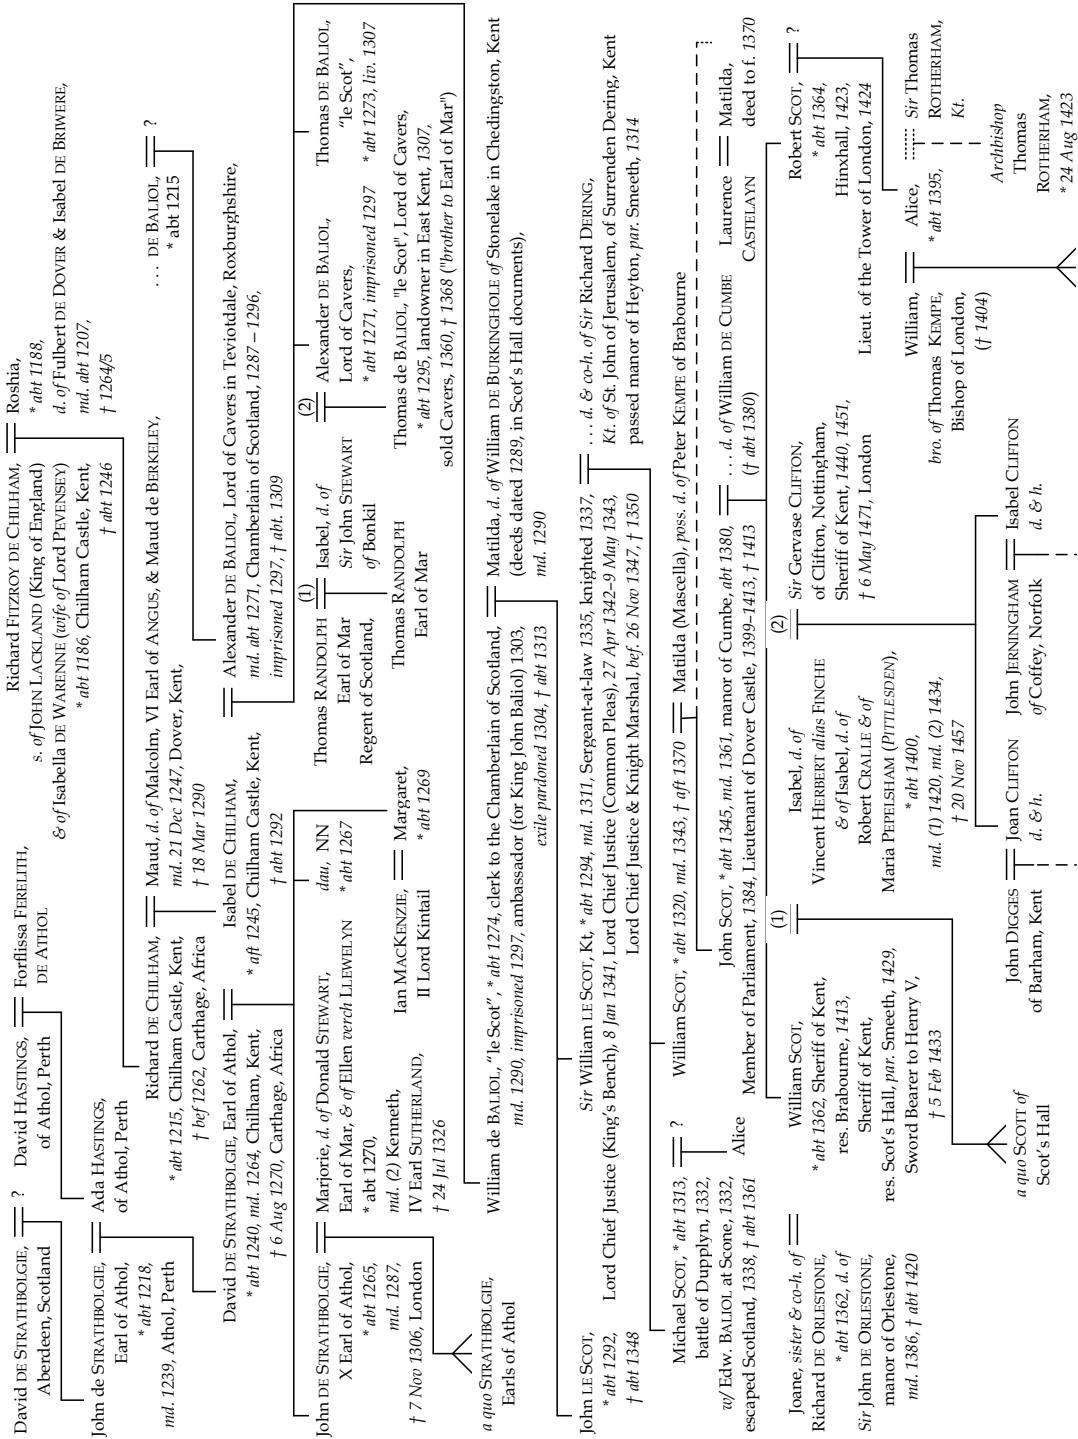 David DE STRATHBOLGIE,
Aberdeen, Scotland
?
David HASTINGS,
of Athol, Perth
Forflissa FERELITH,
DE ATHOL
Richard FITZROY DE CHILHAM,
s. of JOHN LACKLAND (King of England)
& of Isabella DE WARENNE (wife of Lord PEVENSEY)
* abt 1186, Chilham Castle, Kent,
† abt 1246
Roshia,
* abt 1188,
d. of Fulbert DE DOVER & Isabel DE BRIWERE,
md. abt 1207,
† 1264/5
John de STRATHBOLGIE,
Earl of Athol,
* abt 1218,
md. 1239, Athol, Perth
Ada HASTINGS,
of Athol, Perth
Richard DE CHILHAM,
* abt 1215, Chilham Castle, Kent,
† bef 1262, Carthage, Africa
Maud, d. of Malcolm, VI Earl of ANGUS, & Maud de BERKELEY,
md. 21 Dec 1247, Dover, Kent,
† 18 Mar 1290
... DE BALIOL,
* abt 1215
?
David DE STRATHBOLGIE, Earl of Athol,
* abt 1240, md. 1264, Chilham, Kent,
† 6 Aug 1270, Carthage, Africa
Isabel DE CHILHAM,
* aft 1245, Chilham Castle, Kent,
† abt 1292
Alexander DE BALIOL, Lord of Cavers in Teviotdale, Roxburghshire,
md. abt 1271, Chamberlain of Scotland, 1287 – 1296,
imprisoned 1297, † abt. 1309
John DE STRATHBOLGIE,
X Earl of Athol,
* abt 1265,
md. 1287,
† 7 Nov 1306, London
Marjorie, d. of Donald STEWART,
Earl of Mar, & of Ellen verch LLEWELYN
* abt 1270,
md. (2) Kenneth,
IV Earl SUTHERLAND,
† 24 Jul 1326
a quo STRATHBOLGIE
Earls of Athol
dau, NN
* abt 1267
Ian MACKENZIE,
II Lord Kintail
Margaret,
* abt 1269
Thomas RANDOLPH
Earl of Mar
Regent of Scotland,
(1)
Isabel, d. of
Sir John STEWART
of Bonkil
(2)
Alexander DE BALIOL,
Lord of Cavers,
* abt 1271, imprisoned 1297
Thomas DE BALIOL,
"le Scot",
* abt 1273, liv. 1307
Thomas RANDOLPH
Earl of Mar
Thomas de BALIOL, "le Scot", Lord of Cavers,
* abt 1295, landowner in East Kent, 1307,
sold Cavers, 1360, † 1368 ("brother to Earl of Mar")
William de BALIOL, "le Scot", * abt 1274, clerk to the Chamberlain of Scotland,
md. 1290, imprisoned 1297, ambassador (for King John Baliol) 1303,
exile pardoned 1304, † abt 1313
Matilda, d. of William DE BURKINGHOLE of Stonelake in Chedingston, Kent
(deeds dated 1289, in Scot's Hall documents),
md. 1290
John LE SCOT,
* abt 1292,
† abt 1348
Sir William LE SCOT, Kt, * abt 1294, md. 1311, Sergeant-at-law 1335, knighted 1337,
Lord Chief Justice (King's Bench), 8 Jan 1341, Lord Chief Justice (Common Pleas), 27 Apr 1342–9 May 1343,
Lord Chief Justice & Knight Marshal, bef. 26 Nov 1347, † 1350
... d. & co-h. of Sir Richard DERING,
Kt. of St. John of Jerusalem, of Surrenden Dering, Kent
passed manor of Heyton, par. Smeeth, 1314
Michael SCOT, * abt 1313,
battle of Dupplyn, 1332,
w/ Edw. BALIOL at Scone, 1332,
escaped Scotland, 1338, † abt 1361
?
Alice
William SCOT, * abt 1320, md. 1343, † aft 1370
Matilda (Mascella), poss. d. of Peter KEMPE of Brabourne
John SCOT, * abt 1345, md. 1361, manor of Cumbe, abt 1380,
Member of Parliament, 1384, Lieutenant of Dover Castle, 1399–1413, † 1413
... d. of William DE CUMBE
(† abt 1380)
Laurence
CASTELAYN
Matilda,
deed to f. 1370
Joane, sister & co-h. of
Richard DE ORLESTONE,
* abt 1362, d. of
Sir John DE ORLESTONE,
manor of Orlestone,
md. 1386, † abt 1420
William SCOT,
* abt 1362, Sheriff of Kent,
res. Brabourne, 1413,
Sheriff of Kent,
res. Scot's Hall, par. Smeeth, 1429,
Sword Bearer to Henry V,
† 5 Feb 1433
(1)
Isabel, d. of
Vincent HERBERT alias FINCHE
& of Isabel, d. of
Robert CRALLE & of
Maria PEPELSHAM (PITTLESDEN),
* abt 1400,
md. (1) 1420, md. (2) 1434,
† 20 Nov 1457
(2)
Sir Gervase CLIFTON,
of Clifton, Nottingham,
Sheriff of Kent, 1440, 1451,
† 6 May 1471, London
Robert SCOT,
* abt 1364,
Hinxhall, 1423,
Lieut. of the Tower of London, 1424
?
William,
bro. of Thomas KEMPE,
Bishop of London,
(† 1404)
Alice,
* abt 1395,
Sir Thomas
ROTHERHAM,
Kt.
Archbishop
Thomas
ROTHERHAM,
* 24 Aug 1423
a quo SCOTT of
Scot's Hall
John DIGGES
of Barham, Kent
Joan CLIFTON
d. & h.
John JERNINGHAM
of Coffey, Norfolk
Isabel CLIFTON
d. & h.